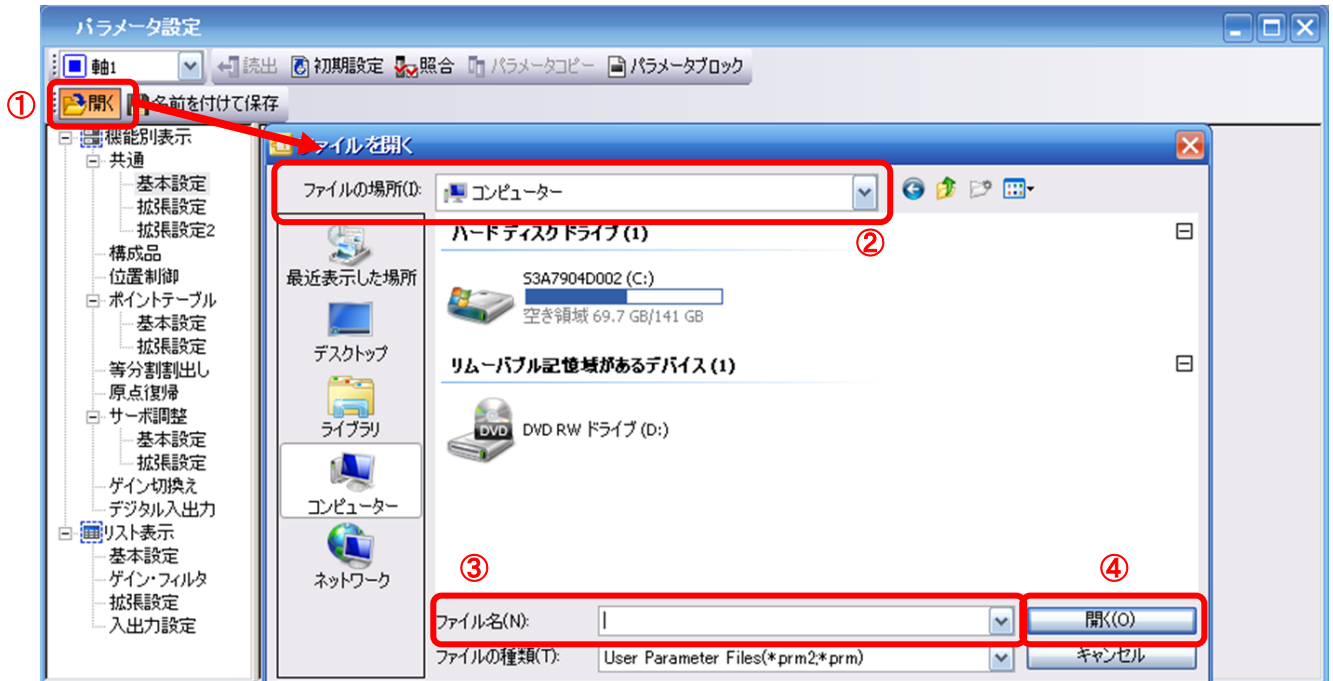 パラメータ設定
軸1 読出 初期設定 照合 パラメータコピー パラメータブロック
① 開く 名前を付けて保存
機能別表示
共通
基本設定
拡張設定
拡張設定2
構成品
位置制御
ポイントテーブル
基本設定
拡張設定
等分割割出し
原点復帰
サーボ調整
基本設定
拡張設定
ゲイン切換え
デジタル入出力
リスト表示
基本設定
ゲイン・フィルタ
拡張設定
入出力設定
ファイルを開く
ファイルの場所(I): コンピューター
②
最近表示した場所
デスクトップ
ライブラリ
コンピューター
ネットワーク
ハード ディスク ドライブ (1)
S3A7904D002 (C:)
空き領域 69.7 GB/141 GB
リムーバブル記憶域があるデバイス (1)
DVD
DVD RW ドライブ (D:)
③
④
ファイル名(N): 開く(O)
ファイルの種類(T): User Parameter Files(*.prm2;*.prm) キャンセル